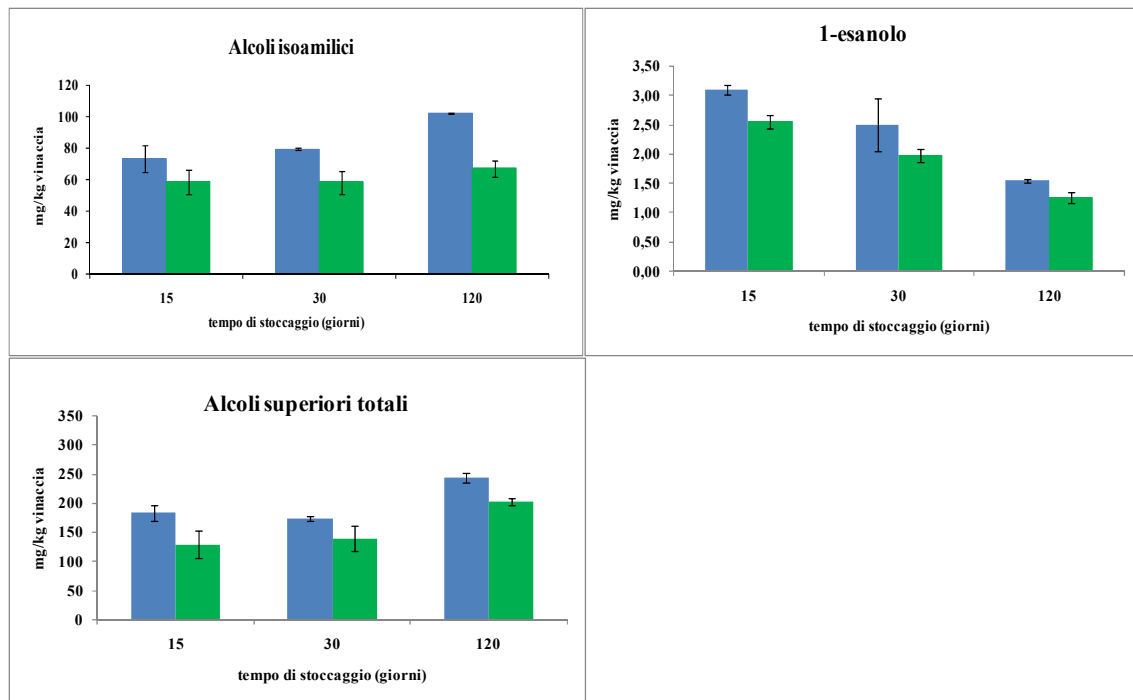 Alcoli isoamilici
mg/kg vinaccia
120
100
80
60
40
20
0
15 30 120
tempo di stoccaggio (giorni)
1-esanolo
mg/kg vinaccia
3,50
3,00
2,50
2,00
1,50
1,00
0,50
0,00
15 30 120
tempo di stoccaggio (giorni)
Alcoli superiori totali
mg/kg vinaccia
350
300
250
200
150
100
50
0
15 30 120
tempo di stoccaggio (giorni)